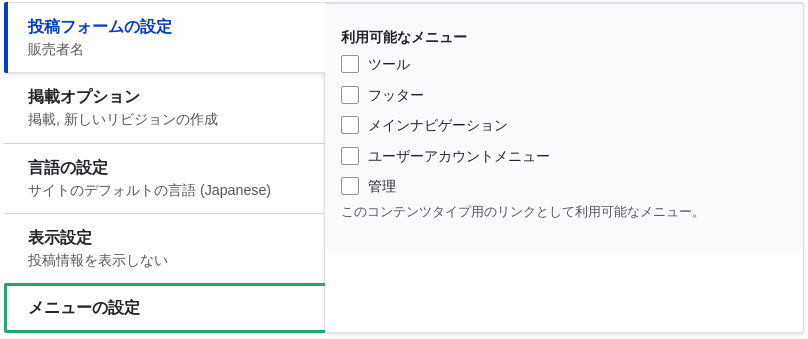 投稿フォームの設定
販売者名
掲載オプション
掲載, 新しいリビジョンの作成
言語の設定
サイトのデフォルトの言語 (Japanese)
表示設定
投稿情報を表示しない
メニューの設定
利用可能なメニュー
ツール
フッター
メインナビゲーション
ユーザーアカウントメニュー
管理
このコンテンツタイプ用のリンクとして利用可能なメニュー。